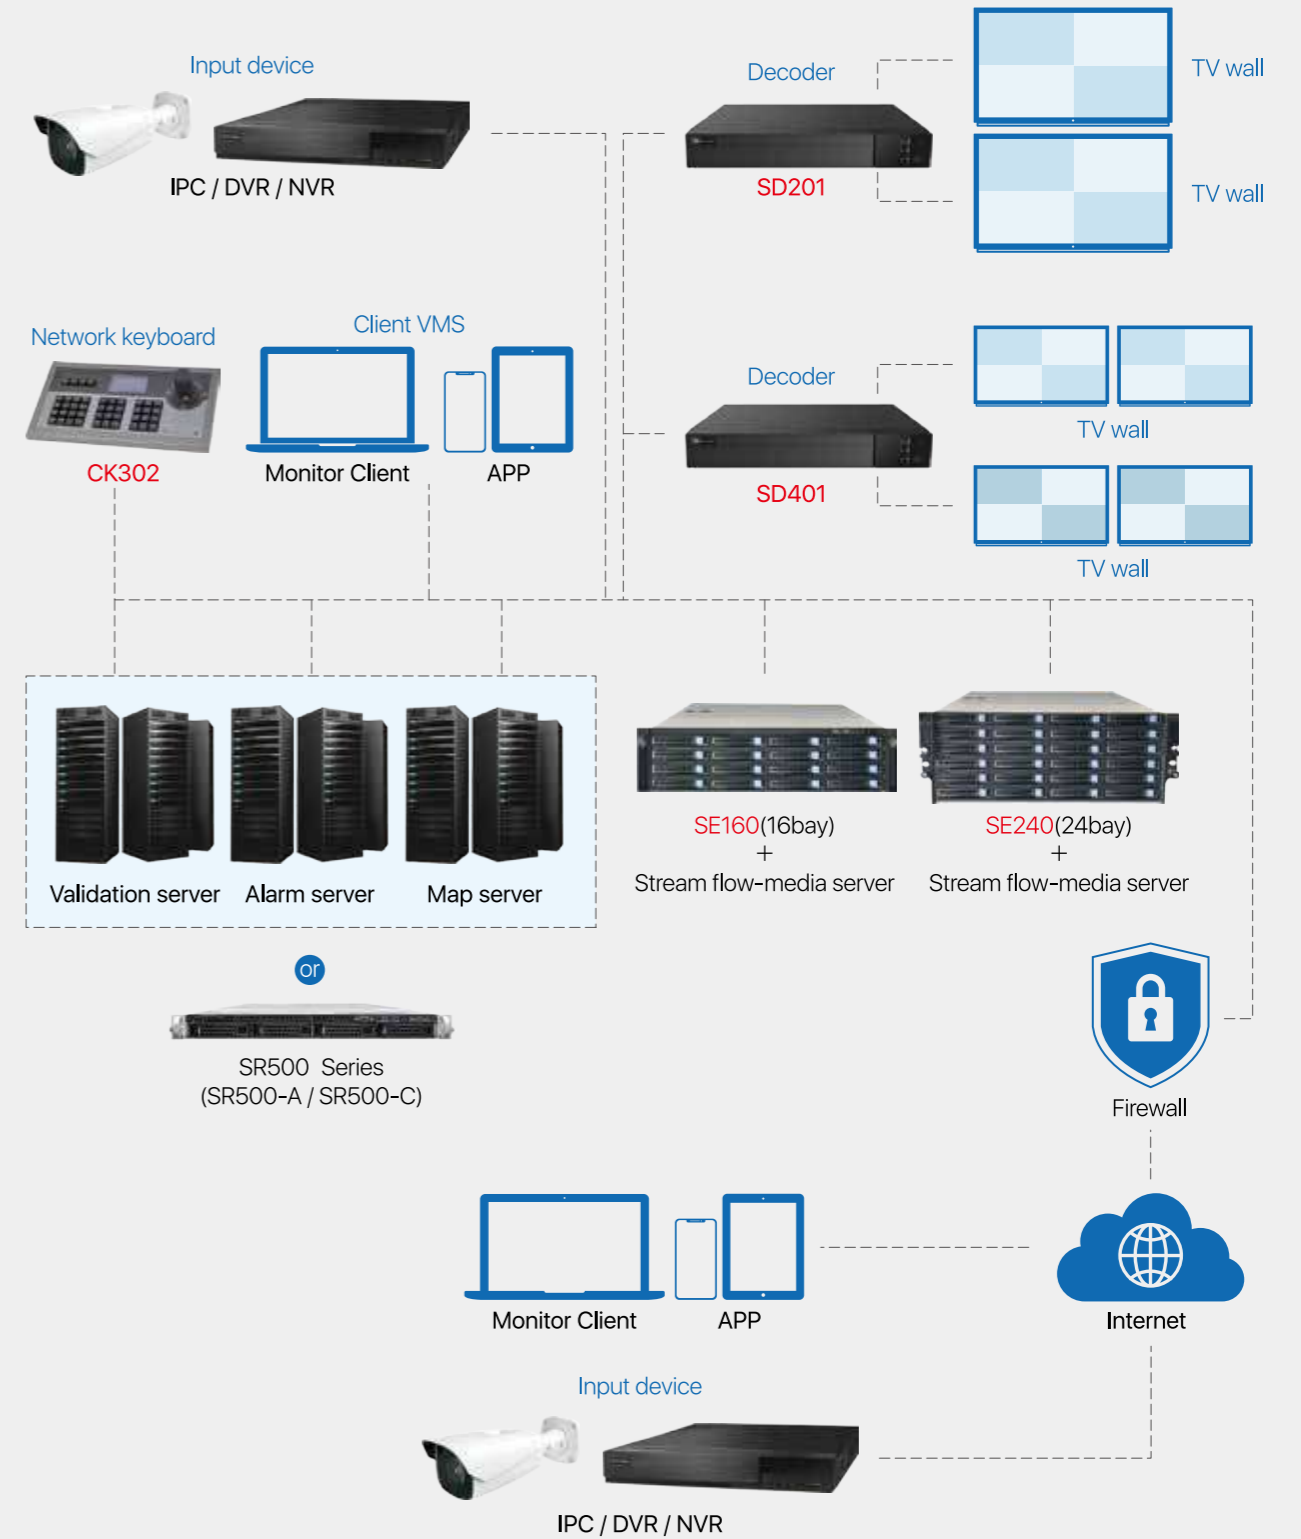 Input device
IPC / DVR / NVR
Decoder
SD201
TV wall
TV wall
Network keyboard
CK302
Client VMS
Monitor Client
APP
Decoder
SD401
TV wall
TV wall
Validation server
Alarm server
Map server
SE160(16bay)
+
Stream flow-media server
SE240(24bay)
+
Stream flow-media server
or
SR500 Series
(SR500-A / SR500-C)
Firewall
Monitor Client
APP
Internet
Input device
IPC / DVR / NVR